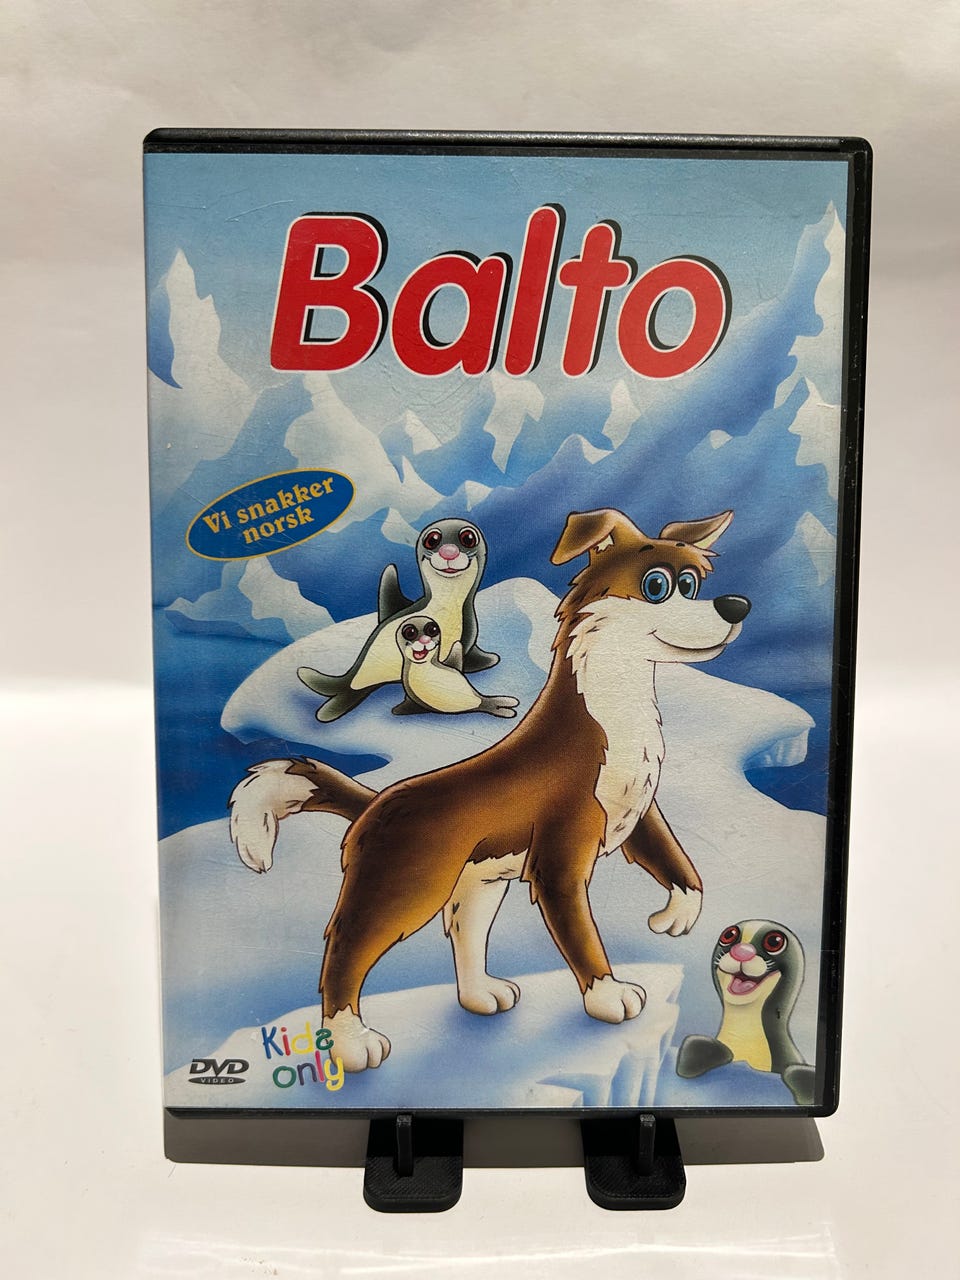 Balto
Vi snakker
norsk
Kids
only
DVD
VIDEO